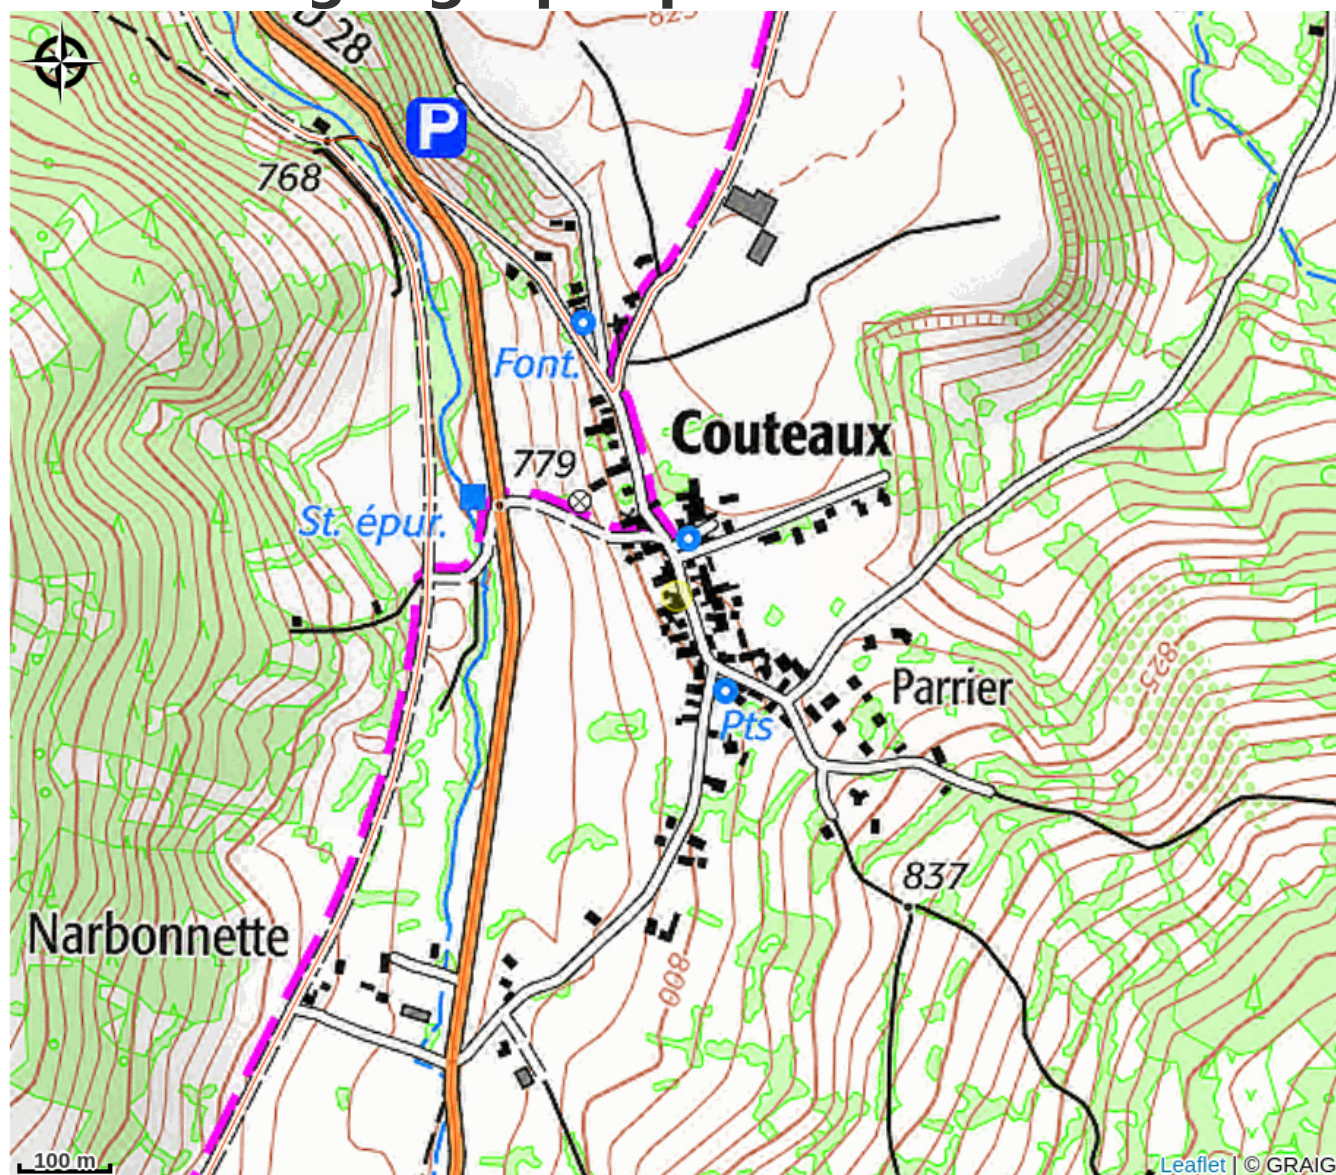 D 28
P
768
Font.
Couteaux
779
St. épur.
825
Parrier
Pts
837
Narbonnette
800
100 m
Leaflet | © GRAIG